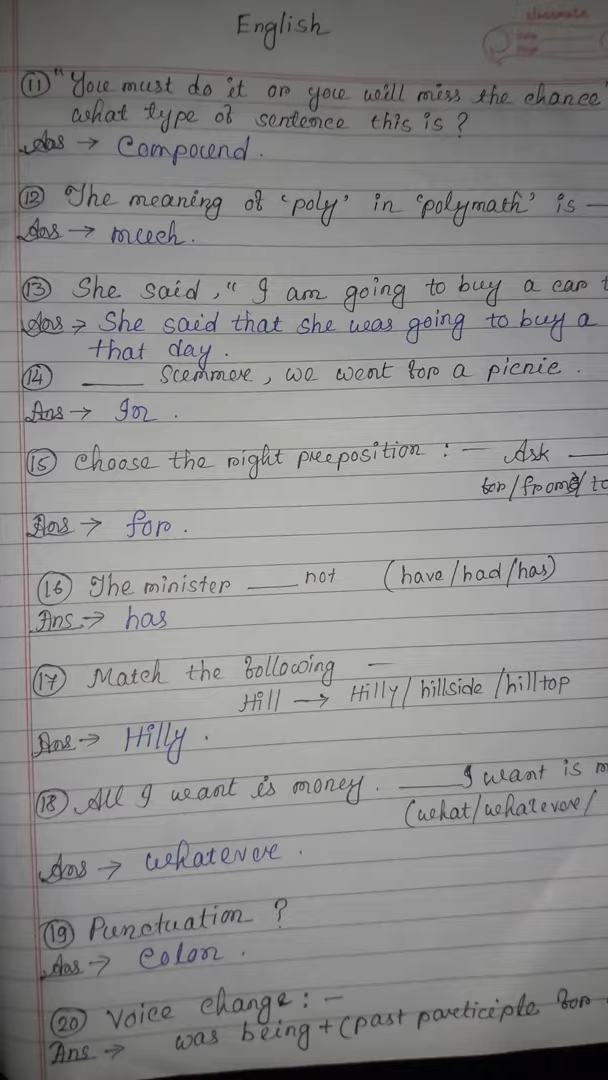 English
classmate
Date
Page
(11) "You must do it or you will miss the chance"
what type of sentence this is?
Ans → Compound.
(12) The meaning of 'poly' in 'polymath' is —
Ans → much.
(13) She said, "I am going to buy a car t
Ans → She said that she was going to buy a
that day.
(14) ____ Summer, we went for a picnic.
Ans → In.
(15) Choose the right preposition : — Ask —
for/from/to
Ans → for.
(16) The minister ____ not (have/had/has)
Ans → has
(17) Match the following —
Hill → Hilly/hillside/hilltop
Ans → Hilly.
(18) All I want is money. ____ I want is m
(what/whatever/
Ans → whatever.
(19) Punctuation?
Ans → Colon.
(20) Voice change: —
Ans → was being + (past participle for